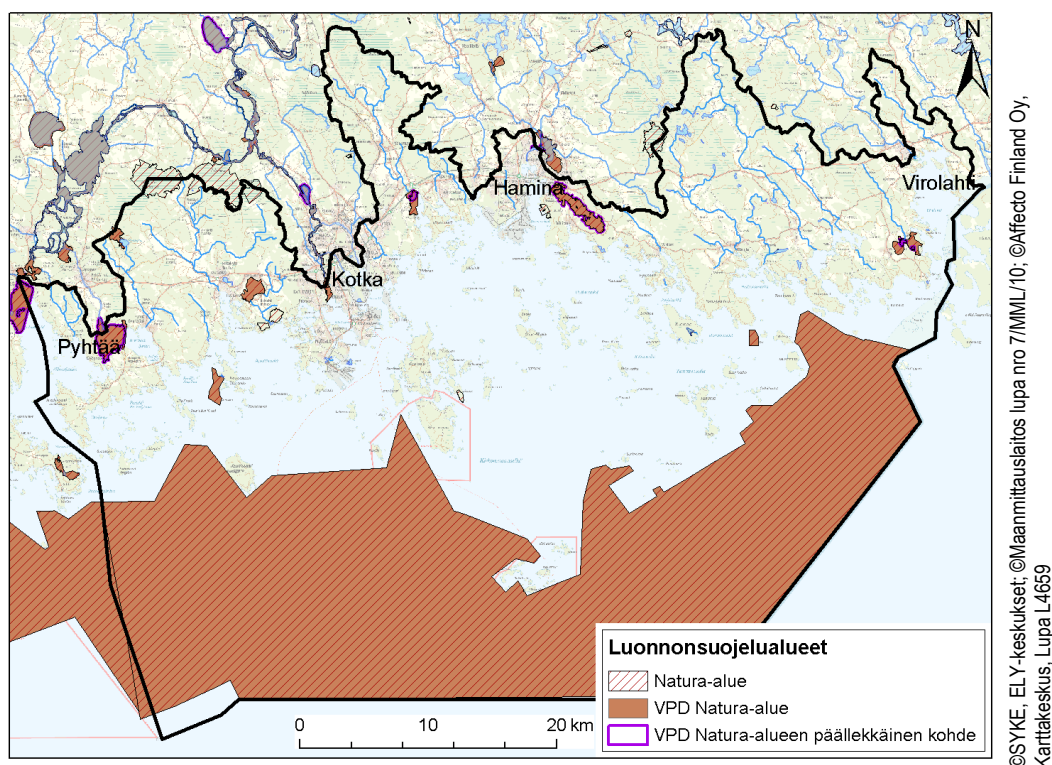 N
Hamina
Virolahti
Kotka
Pyhtää
Luonnonsuojelualueet
Natura-alue
VPD Natura-alue
VPD Natura-alueen päällekkäinen kohde
0 10 20 km
©SYKE, ELY-keskukset; ©Maanmittauslaitos lupa nro 7/MML/10; ©Affecto Finland Oy,
Karttakeskus, Lupa L4659